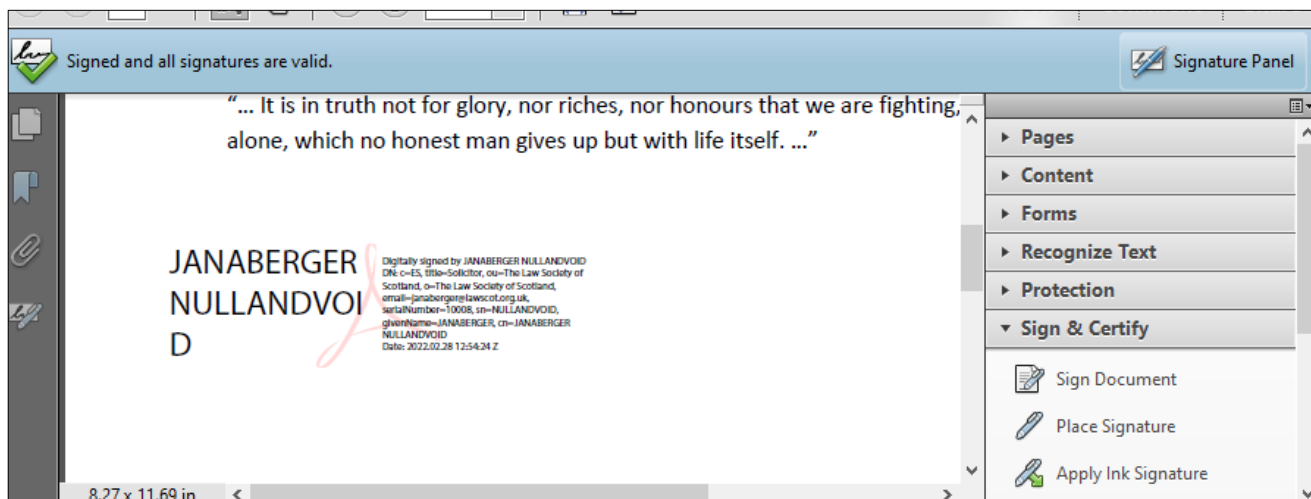 Signed and all signatures are valid.
Signature Panel
“... It is in truth not for glory, nor riches, nor honours that we are fighting,
alone, which no honest man gives up but with life itself. ...”
JANABERGER
NULLANDVOI
D
Digitally signed by JANABERGER NULLANDVOID
DN: c=ES, title=Solicitor, ou=The Law Society of
Scotland, o=The Law Society of Scotland,
email=janaberger@lawscot.org.uk,
serialNumber=10008, sn=NULLANDVOID,
givenName=JANABERGER, cn=JANABERGER
NULLANDVOID
Date: 2022.02.28 12:54:24 Z
Pages
Content
Forms
Recognize Text
Protection
Sign & Certify
Sign Document
Place Signature
Apply Ink Signature
8.27 x 11.69 in